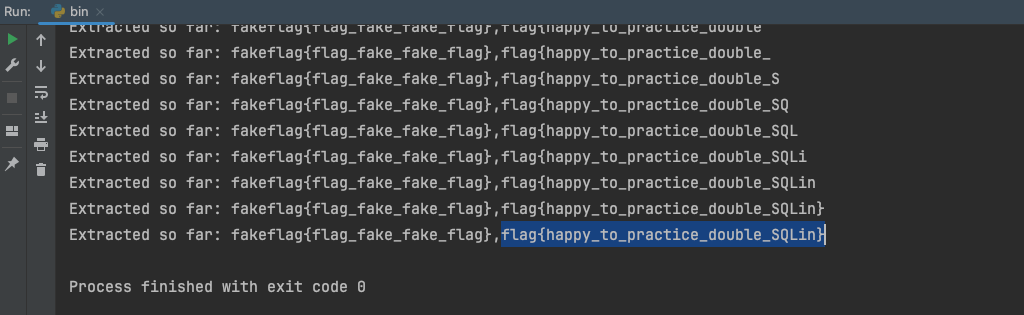 Run: bin ×
Extracted so far: fakeflag{flag_fake_fake_flag},flag{happy_to_practice_double
Extracted so far: fakeflag{flag_fake_fake_flag},flag{happy_to_practice_double_
Extracted so far: fakeflag{flag_fake_fake_flag},flag{happy_to_practice_double_S
Extracted so far: fakeflag{flag_fake_fake_flag},flag{happy_to_practice_double_SQ
Extracted so far: fakeflag{flag_fake_fake_flag},flag{happy_to_practice_double_SQL
Extracted so far: fakeflag{flag_fake_fake_flag},flag{happy_to_practice_double_SQLi
Extracted so far: fakeflag{flag_fake_fake_flag},flag{happy_to_practice_double_SQLin
Extracted so far: fakeflag{flag_fake_fake_flag},flag{happy_to_practice_double_SQLin}
Extracted so far: fakeflag{flag_fake_fake_flag},flag{happy_to_practice_double_SQLin}
Process finished with exit code 0